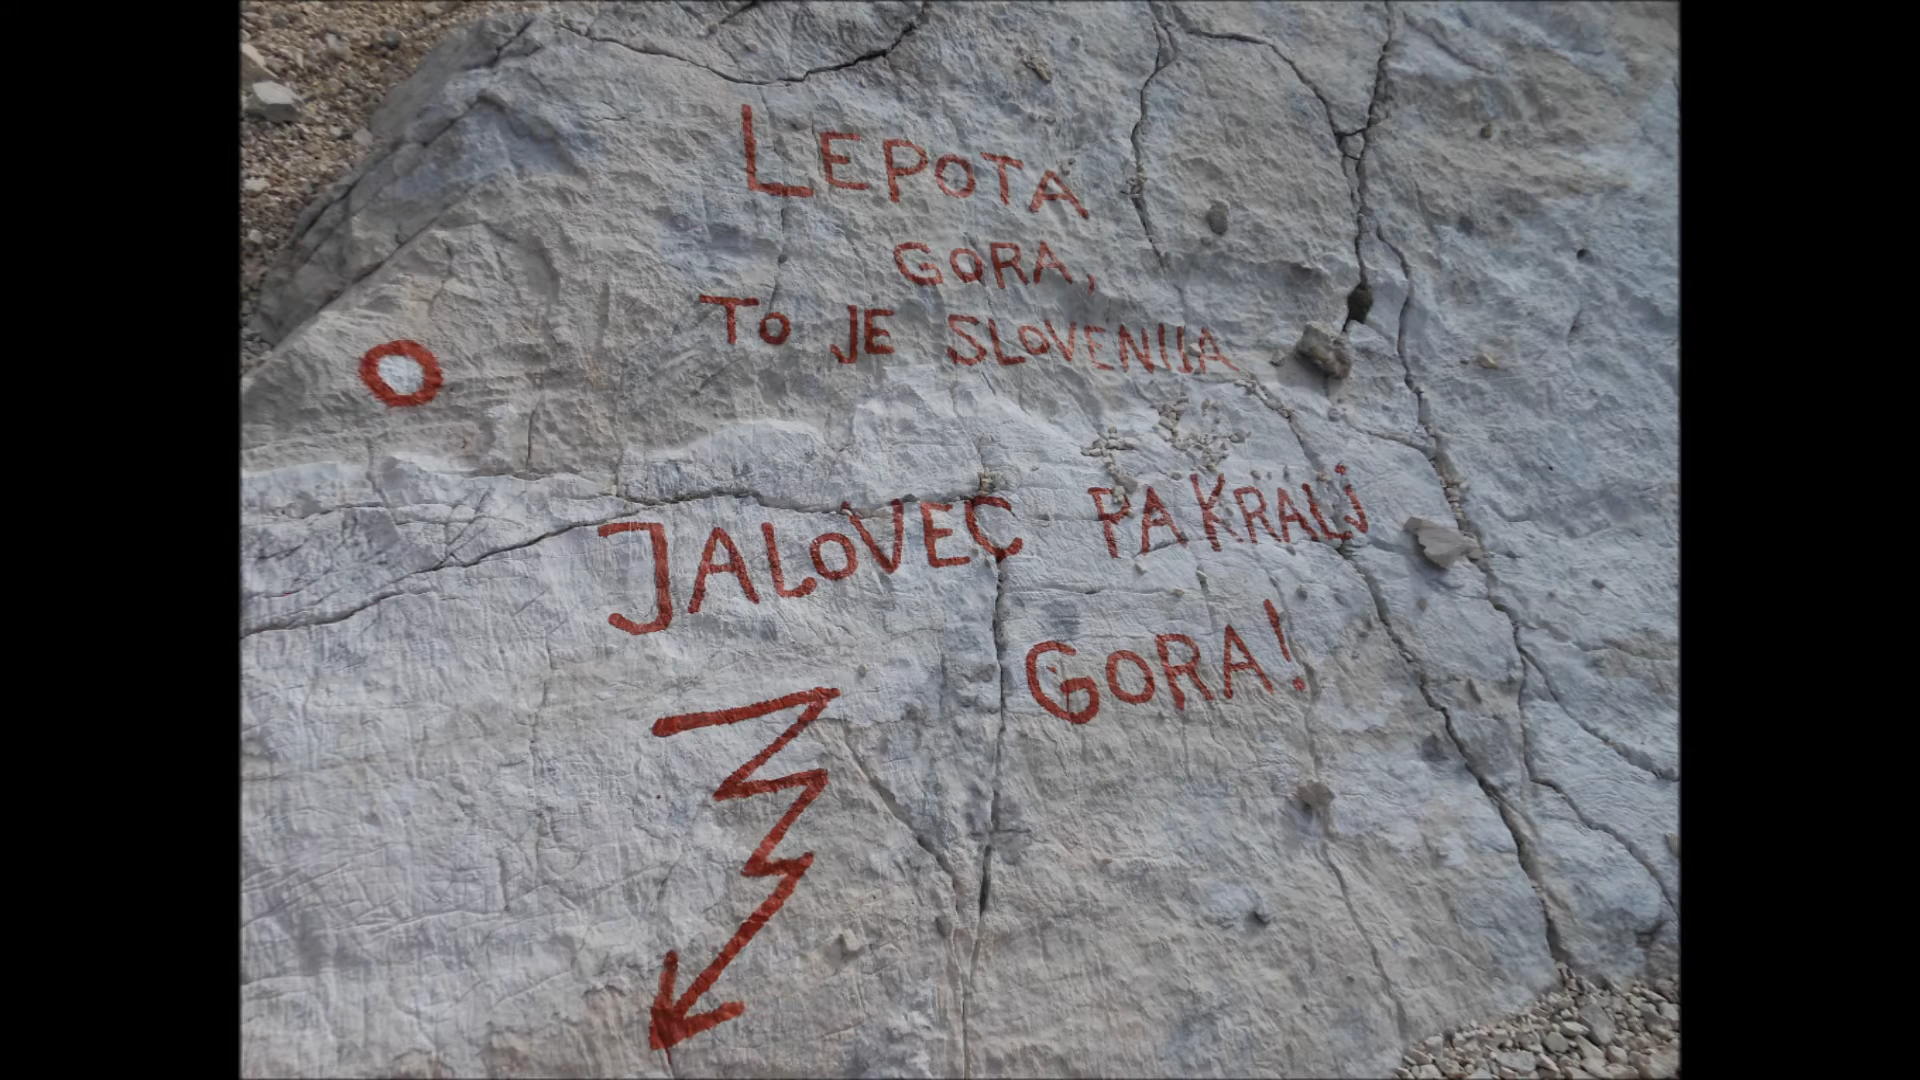 LEPOTA
GORA,
TO JE SLOVENIJA
JALOVEC PA KRALJ
GORA!